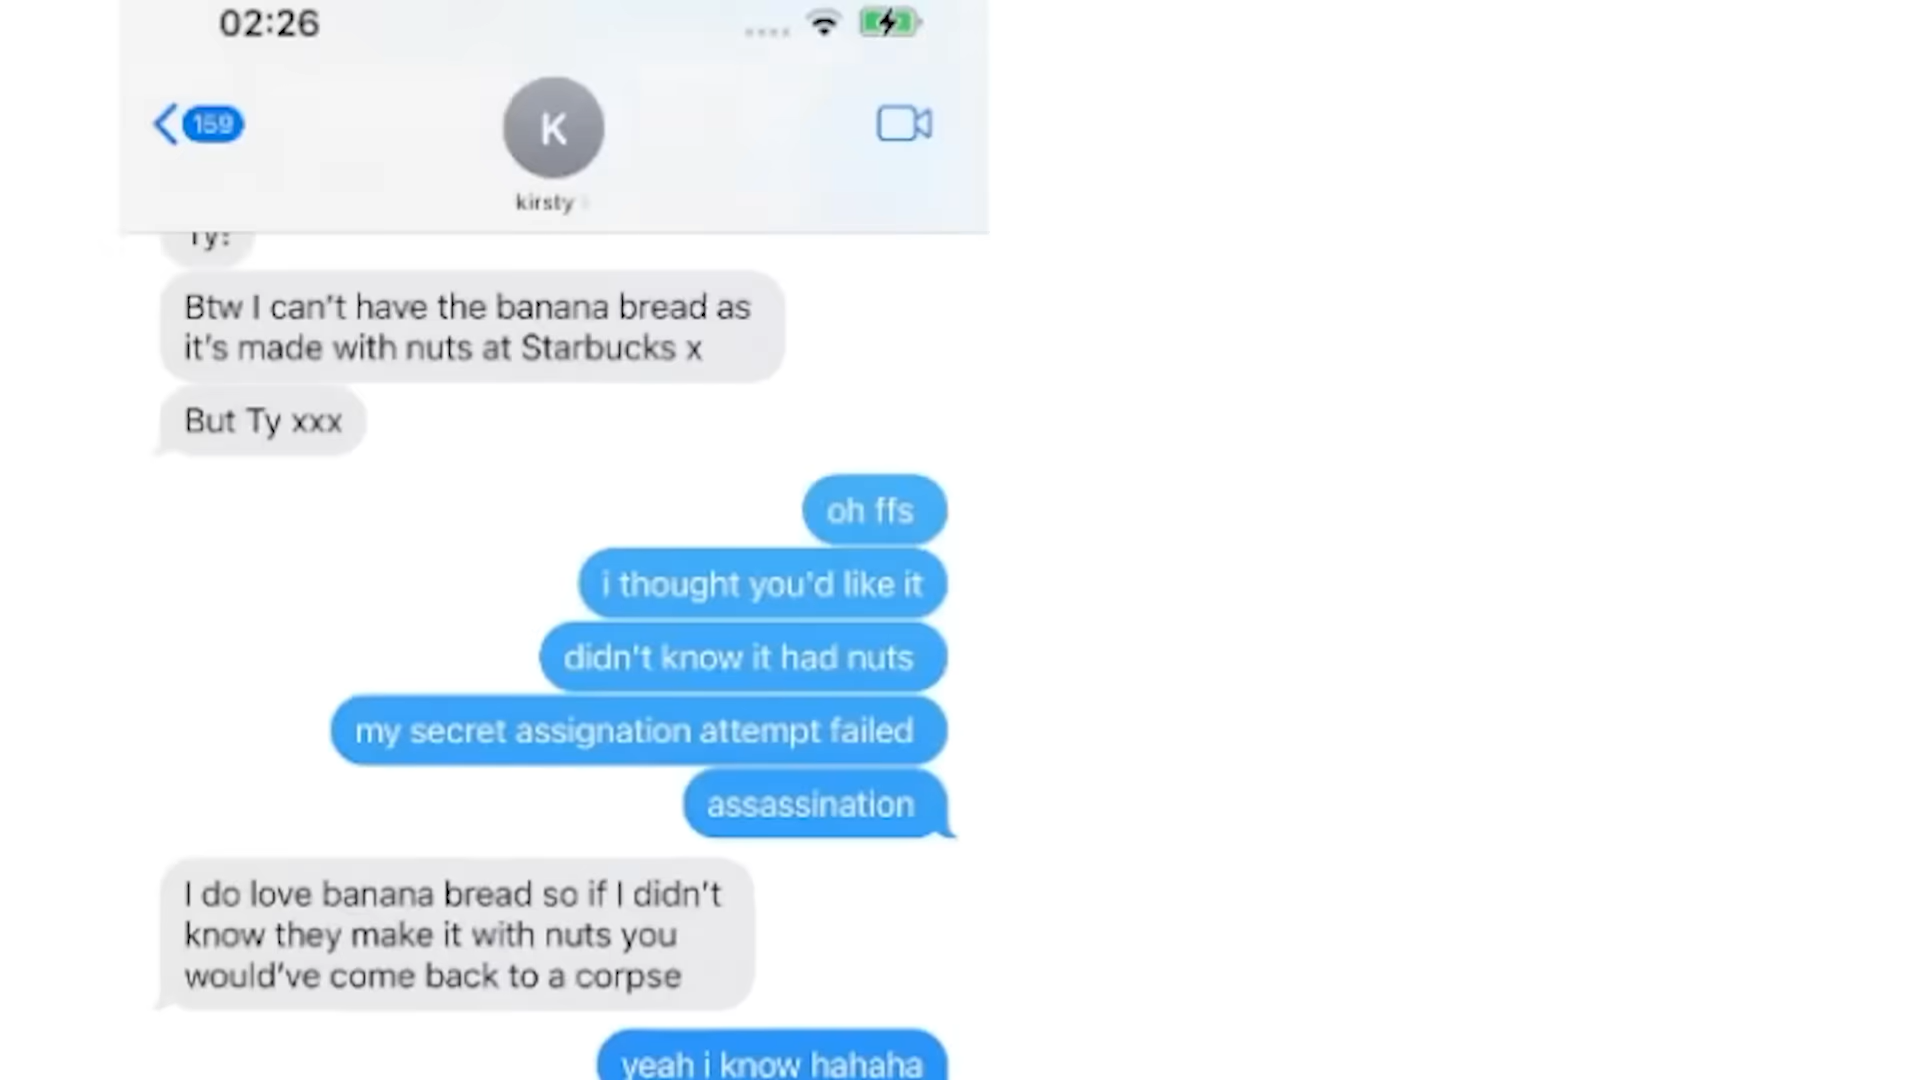 02:26
159
K
kirsty
Ty!
Btw I can't have the banana bread as
it's made with nuts at Starbucks x
But Ty xxx
oh ffs
i thought you'd like it
didn't know it had nuts
my secret assignation attempt failed
assassination
I do love banana bread so if I didn't
know they make it with nuts you
would've come back to a corpse
yeah i know hahaha